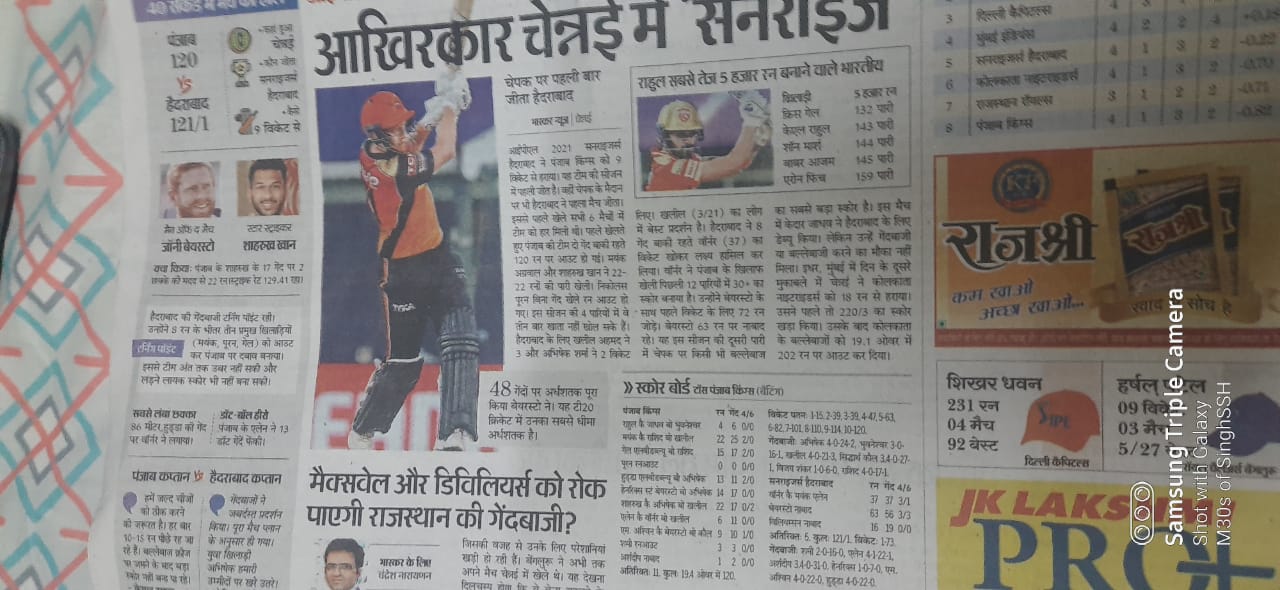 आखिरकार चेन्नई में सनराइज
पंजाब
120
VS
हैदराबाद
121/1
चेन्नई
सनराइजर्स
हैदराबाद
9 विकेट से
मैन ऑफ द मैच
जॉनी बेयरस्टो
स्टार स्ट्राइकर
शाहरुख खान
क्या किया: पंजाब के शाहरुख के 17 गेंद पर 2
छक्कों की मदद से 22 रन। स्ट्राइक रेट 129.41 रहा।
हैदराबाद की गेंदबाजी टर्निंग पॉइंट रही।
उन्होंने 8 रन के भीतर तीन प्रमुख खिलाड़ियों
टर्निंग पॉइंट
(मयंक, पूरन, गेल) को आउट
कर पंजाब पर दबाव बनाया।
इससे टीम अंत तक उबर नहीं सकी और
लड़ने लायक स्कोर भी नहीं बना सकी।
सबसे लंबा छक्का
86 मीटर, हुड्डा की गेंद
पर वॉर्नर ने लगाया।
डॉट-बॉल हीरो
पंजाब के एलेन ने 13
डॉट गेंदें फेंकी।
पंजाब कप्तान VS हैदराबाद कप्तान
हमें जल्द चीजों
को ठीक करने
की जरूरत है। हर बार
10-15 रन पीछे रह जा
रहे हैं।
गेंदबाजों ने
जबर्दस्त प्रदर्शन
किया। पूरा मैच प्लान
के अनुसार ही गया।
युवा खिलाड़ी
अभिषेक हमारी
उम्मीदों पर खरे उतरे।
चेपक पर पहली बार
जीता हैदराबाद
भास्कर न्यूज | चेन्नई
आईपीएल 2021 सनराइजर्स
हैदराबाद ने पंजाब किंग्स को 9
विकेट से हराया। यह टीम की सीजन
में पहली जीत है। वहीं चेपक के मैदान
पर भी हैदराबाद ने पहला मैच जीता।
इससे पहले खेले सभी 6 मैचों में
टीम को हार मिली थी। पहले खेलते
हुए पंजाब की टीम दो गेंद बाकी रहते
120 रन पर आउट हो गई। मयंक
अग्रवाल और शाहरुख खान ने 22-
22 रनों की पारी खेली। निकोलस
पूरन बिना गेंद खेले रन आउट हो
गए। इस सीजन की 4 पारियों में वे
तीन बार खाता नहीं खोल सके हैं।
हैदराबाद के लिए खलील अहमद ने
3 और अभिषेक शर्मा ने 2 विकेट
48 गेंदों पर अर्धशतक पूरा
किया बेयरस्टो ने। यह टी20
क्रिकेट में उनका सबसे धीमा
अर्धशतक है।
राहुल सबसे तेज 5 हजार रन बनाने वाले भारतीय
खिलाड़ी 5 हजार रन
क्रिस गेल 132 पारी
केएल राहुल 143 पारी
शॉन मार्श 144 पारी
बाबर आजम 145 पारी
एरोन फिंच 159 पारी
लिए। खलील (3/21) का लीग
में बेस्ट प्रदर्शन है। हैदराबाद ने 8
गेंद बाकी रहते वॉर्नर (37) का
विकेट खोकर लक्ष्य हासिल कर
लिया। वॉर्नर ने पंजाब के खिलाफ
खेली पिछली 12 पारियों में 30+ का
स्कोर बनाया है। उन्होंने बेयरस्टो के
साथ पहले विकेट के लिए 72 रन
जोड़े। बेयरस्टो 63 रन पर नाबाद
रहे। यह इस सीजन की दूसरी पारी
में चेपक पर किसी भी बल्लेबाज
का सबसे बड़ा स्कोर है। इस मैच
में केदार जाधव ने हैदराबाद के लिए
डेब्यू किया। लेकिन उन्हें गेंदबाजी
या बल्लेबाजी करने का मौका नहीं
मिला। इधर, मुंबई में दिन के दूसरे
मुकाबले में चेन्नई ने कोलकाता
नाइटराइडर्स को 18 रन से हराया।
उसने पहले तो 220/3 का स्कोर
खड़ा किया। उसके बाद कोलकाता
के बल्लेबाजों को 19.1 ओवर में
202 रन पर आउट कर दिया।
>> स्कोर बोर्ड टॉस पंजाब किंग्स (बैटिंग)
पंजाब किंग्स रन गेंद 4/6
राहुल कै जाधव बो भुवनेश्वर 4 6 0/0
मयंक कै राशिद बो खलील 22 25 2/0
गेल एलबीडब्ल्यू बो राशिद 15 17 2/0
पूरन रनआउट 0 0 0/0
हुड्डा एलबीडब्ल्यू बो अभिषेक 13 11 2/0
हेनरिक्स स्टं बेयरस्टो बो अभिषेक 14 17 0/0
शाहरुख कै अभिषेक बो खलील 22 17 0/2
एलेन कै वॉर्नर बो खलील 6 11 0/0
एम. अश्विन कै बेयरस्टो बो कौल 9 10 1/0
शमी रनआउट 3 3 0/0
अर्शदीप नाबाद 1 2 0/0
अतिरिक्त: 11. कुल: 19.4 ओवर में 120.
विकेट पतन: 1-15, 2-39, 3-39, 4-47, 5-63,
6-82, 7-101, 8-110, 9-114, 10-120.
गेंदबाजी: अभिषेक 4-0-24-2, भुवनेश्वर 3-0-
16-1, खलील 4-0-21-3, सिद्धार्थ कौल 3.4-0-27-
1, विजय शंकर 1-0-6-0, राशिद 4-0-17-1.
सनराइजर्स हैदराबाद रन गेंद 4/6
वॉर्नर कै मयंक बो एलेन 37 37 3/1
बेयरस्टो नाबाद 63 56 3/3
विलियम्सन नाबाद 16 19 0/0
अतिरिक्त: 5. कुल: 121/1. विकेट: 1-73.
गेंदबाजी: शमी 2-0-16-0, एलेन 4-1-22-1,
अर्शदीप 3.4-0-31-0, हेनरिक्स 1-0-7-0, एम.
अश्विन 4-0-22-0, हुड्डा 4-0-22-0.
मैक्सवेल और डिविलियर्स को रोक
पाएगी राजस्थान की गेंदबाजी?
भास्कर के लिए
चंद्रेश नारायणन
जिसकी वजह से उनके लिए परेशानियां
खड़ी हो रही हैं। बेंगलुरू ने अभी तक
अपने मैच चेन्नई में खेले थे। यह देखना
3 दिल्ली कैपिटल्स
4 मुंबई इंडियंस 4 2 2 4
5 सनराइजर्स हैदराबाद 4 1 3 2 -0.22
6 कोलकाता नाइटराइडर्स 4 1 3 2 -0.70
7 राजस्थान रॉयल्स 3 1 2 2 -0.71
8 पंजाब किंग्स 4 1 3 2 -0.82
राजश्री
कम खाओ
अच्छा खाओ...
राजश्री
स्वाद सोच है
शिखर धवन
231 रन
04 मैच
92 बेस्ट
IPL
दिल्ली कैपिटल्स
हर्षल पटेल
09 विकेट
03 मैच
5/27
JK LAKSHMI
PRO+
Samsung Triple Camera
Shot with Galaxy
M30s of SinghSSH